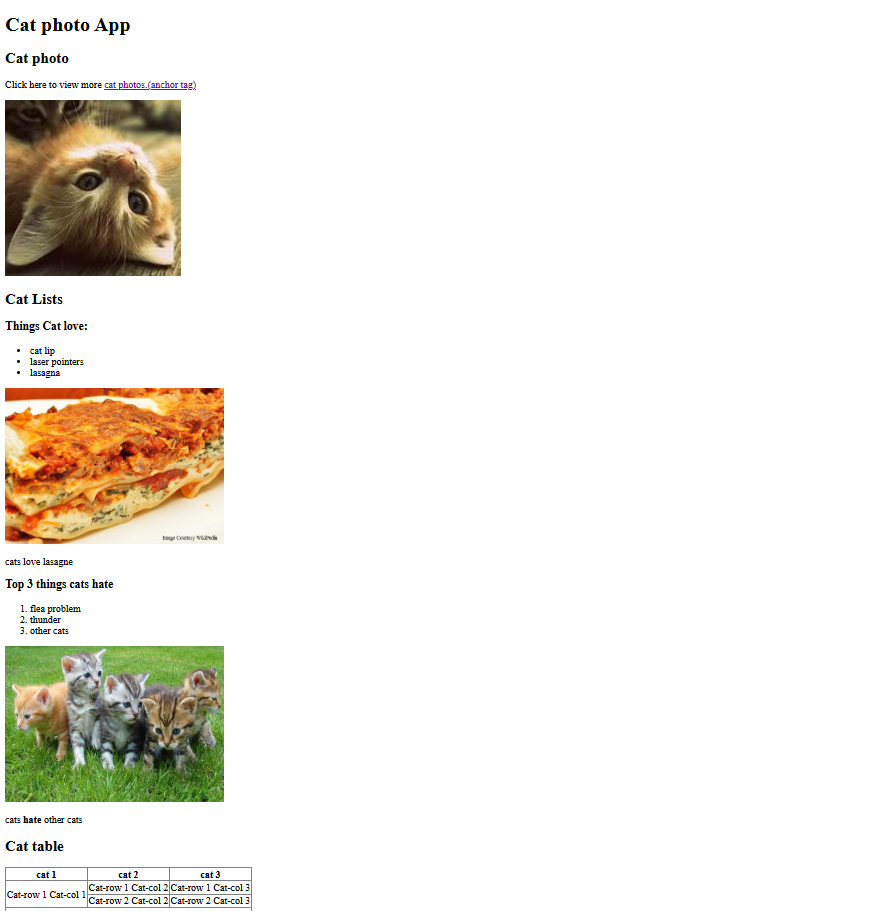 Cat photo App
Cat photo
Click here to view more cat photos.(anchor tag)
Cat Lists
Things Cat love:
cat lip
laser pointers
lasagna
Image Courtesy WikiPedia
cats love lasagne
Top 3 things cats hate
1. flea problem
2. thunder
3. other cats
cats hate other cats
Cat table
cat 1 cat 2 cat 3
Cat-row 1 Cat-col 1 Cat-row 1 Cat-col 2 Cat-row 1 Cat-col 3
Cat-row 2 Cat-col 2 Cat-row 2 Cat-col 3